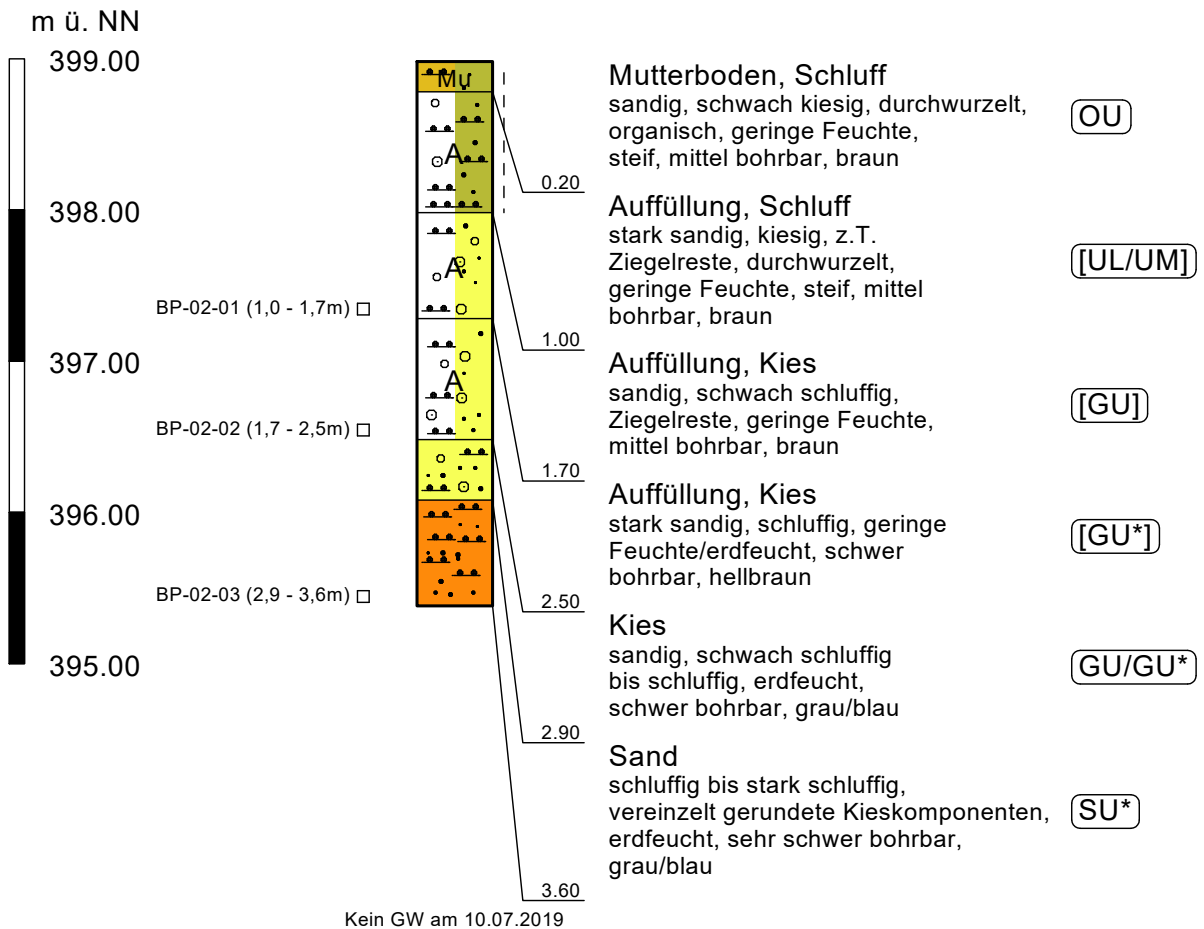 m ü. NN
399.00
398.00
397.00
396.00
395.00
BP-02-01 (1,0 - 1,7m)
BP-02-02 (1,7 - 2,5m)
BP-02-03 (2,9 - 3,6m)
Mu
A
A
A
0.20
1.00
1.70
2.50
2.90
3.60
Mutterboden, Schluff
sandig, schwach kiesig, durchwurzelt,
organisch, geringe Feuchte,
steif, mittel bohrbar, braun
OU
Auffüllung, Schluff
stark sandig, kiesig, z.T.
Ziegelreste, durchwurzelt,
geringe Feuchte, steif, mittel
bohrbar, braun
[UL/UM]
Auffüllung, Kies
sandig, schwach schluffig,
Ziegelreste, geringe Feuchte,
mittel bohrbar, braun
[GU]
Auffüllung, Kies
stark sandig, schluffig, geringe
Feuchte/erdfeucht, schwer
bohrbar, hellbraun
[GU*]
Kies
sandig, schwach schluffig
bis schluffig, erdfeucht,
schwer bohrbar, grau/blau
GU/GU*
Sand
schluffig bis stark schluffig,
vereinzelt gerundete Kieskomponenten,
erdfeucht, sehr schwer bohrbar,
grau/blau
SU*
Kein GW am 10.07.2019